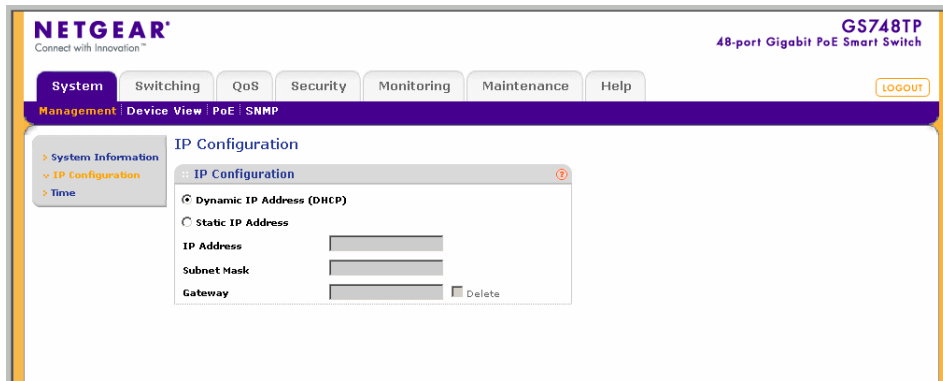 NETGEAR®
Connect with Innovation™
GS748TP
48-port Gigabit PoE Smart Switch
System Switching QoS Security Monitoring Maintenance Help
LOGOUT
Management Device View PoE SNMP
System Information
IP Configuration
Time
IP Configuration
IP Configuration
Dynamic IP Address (DHCP)
Static IP Address
IP Address
Subnet Mask
Gateway Delete